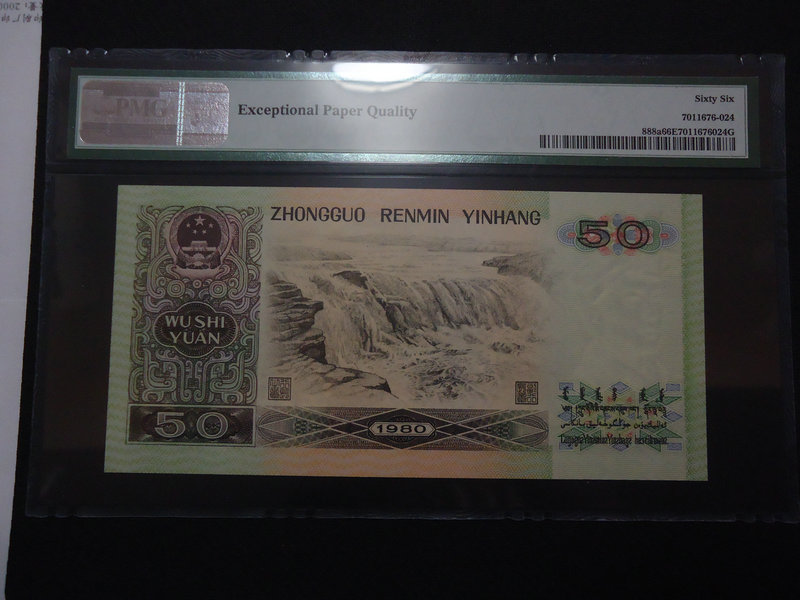 PMG
Exceptional Paper Quality
Sixty Six
7011676-024
888a66E7011676024G
ZHONGGUO RENMIN YINHANG
50
WU SHI
YUAN
50
1980